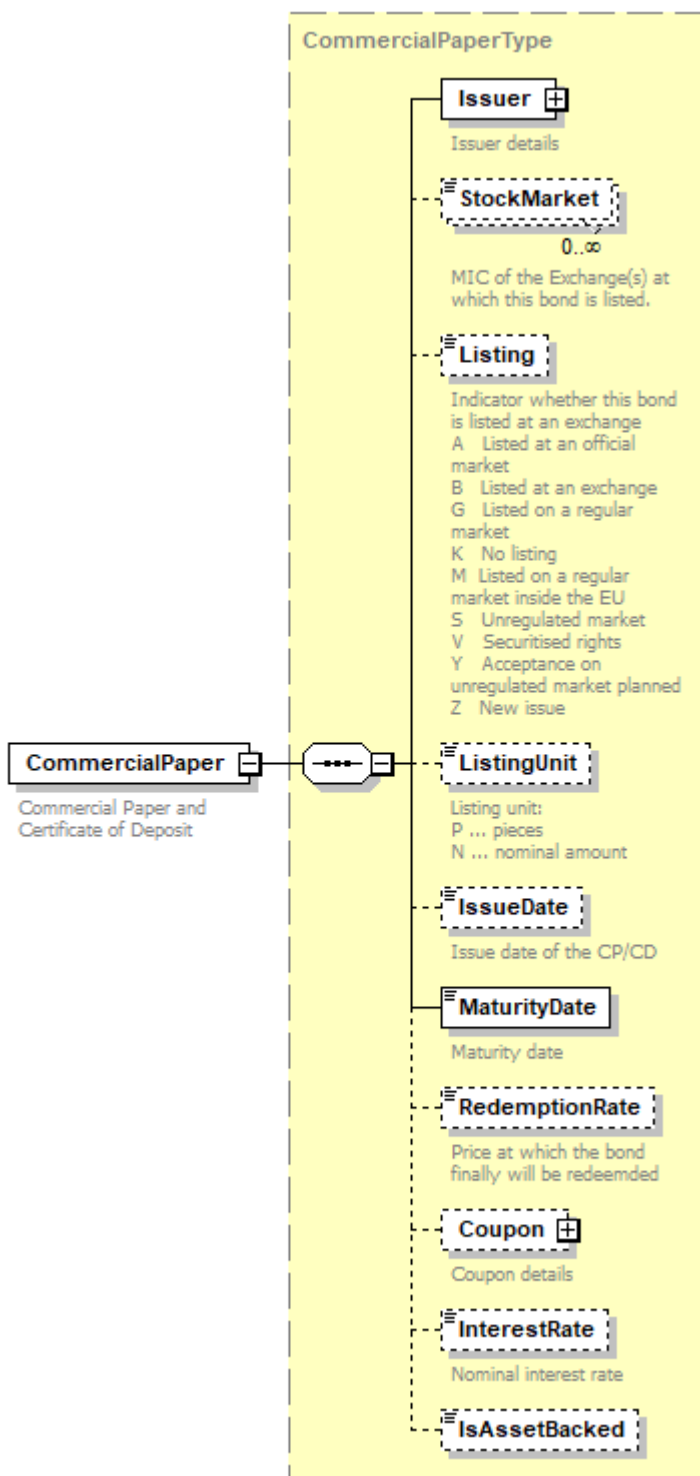 CommercialPaperType
Issuer
Issuer details
StockMarket
0..∞
MIC of the Exchange(s) at
which this bond is listed.
Listing
Indicator whether this bond
is listed at an exchange
A Listed at an official
market
B Listed at an exchange
G Listed on a regular
market
K No listing
M Listed on a regular
market inside the EU
S Unregulated market
V Securitised rights
Y Acceptance on
unregulated market planned
Z New issue
CommercialPaper
Commercial Paper and
Certificate of Deposit
ListingUnit
Listing unit:
P ... pieces
N ... nominal amount
IssueDate
Issue date of the CP/CD
MaturityDate
Maturity date
RedemptionRate
Price at which the bond
finally will be redeemded
Coupon
Coupon details
InterestRate
Nominal interest rate
IsAssetBacked